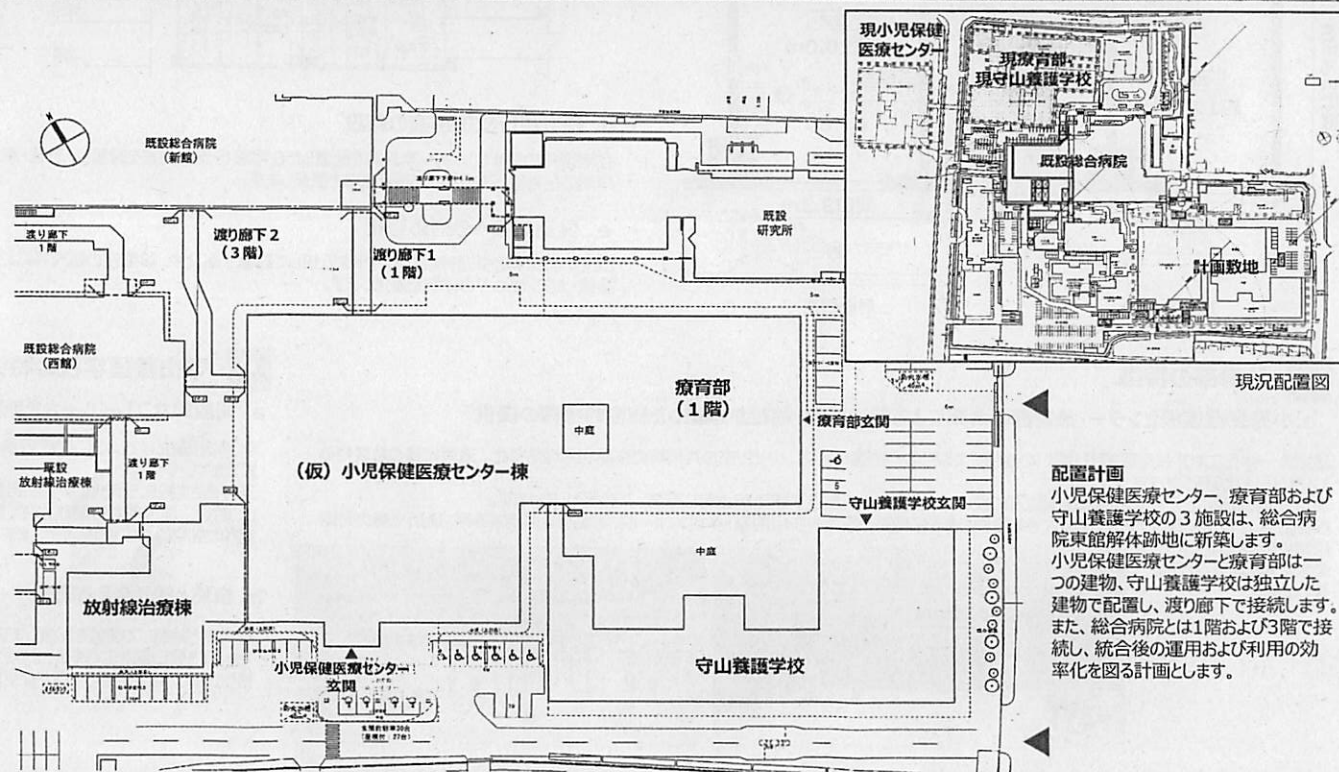 現小児保健
医療センター
現療育部、
現守山養護学校
既設総合病院
計画敷地
現況配置図
既設総合病院
(新館)
渡り廊下
1階
渡り廊下2
(3階)
渡り廊下1
(1階)
既設
研究所
既設総合病院
(西館)
療育部
(1階)
中庭
療育部玄関
(仮)小児保健医療センター棟
既設
放射線治療棟
渡り廊下
1階
6
5
守山養護学校玄関
中庭
放射線治療棟
小児保健医療センター
玄関
守山養護学校
配置計画
小児保健医療センター、療育部および
守山養護学校の3施設は、総合病
院東館解体跡地に新築します。
小児保健医療センターと療育部は一
つの建物、守山養護学校は独立した
建物で配置し、渡り廊下で接続します。
また、総合病院とは1階および3階で接
続し、統合後の運用および利用の効
率化を図る計画とします。